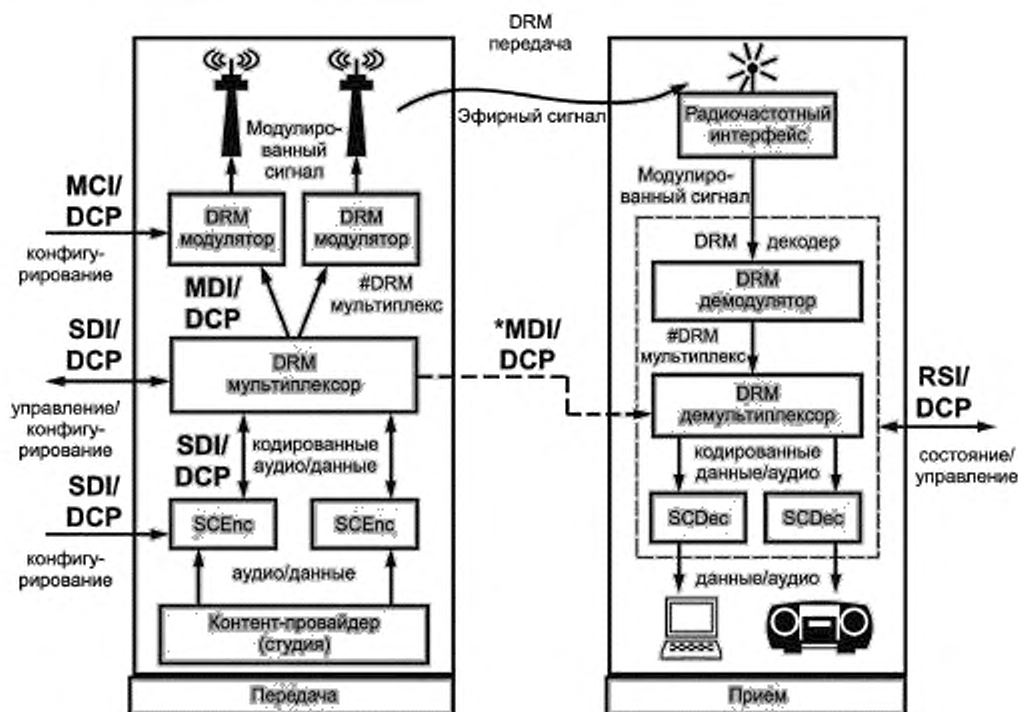 DRM
передача
Эфирный сигнал
Радиочастотный
интерфейс
Модулиро-
ванный
сигнал
Модулиро-
ванный сигнал
MCI/
DCP
конфигу-
рирование
DRM
модулятор
DRM
модулятор
DRM декодер
DRM
демодулятор
MDI/
DCP
#DRM
мультиплекс
*MDI/
DCP
#DRM
мультиплекс
SDI/
DCP
управление/
конфигу-
рирование
DRM
мультиплексор
DRM
демультиплексор
RSI/
DCP
состояние/
управление
SDI/
DCP
кодированные
аудио/данные
кодированные
данные/аудио
SDI/
DCP
конфигу-
рирование
SCEnc
SCEnc
SCDec
SCDec
аудио/данные
данные/аудио
Контент-провайдер
(студия)
Передача
Приём